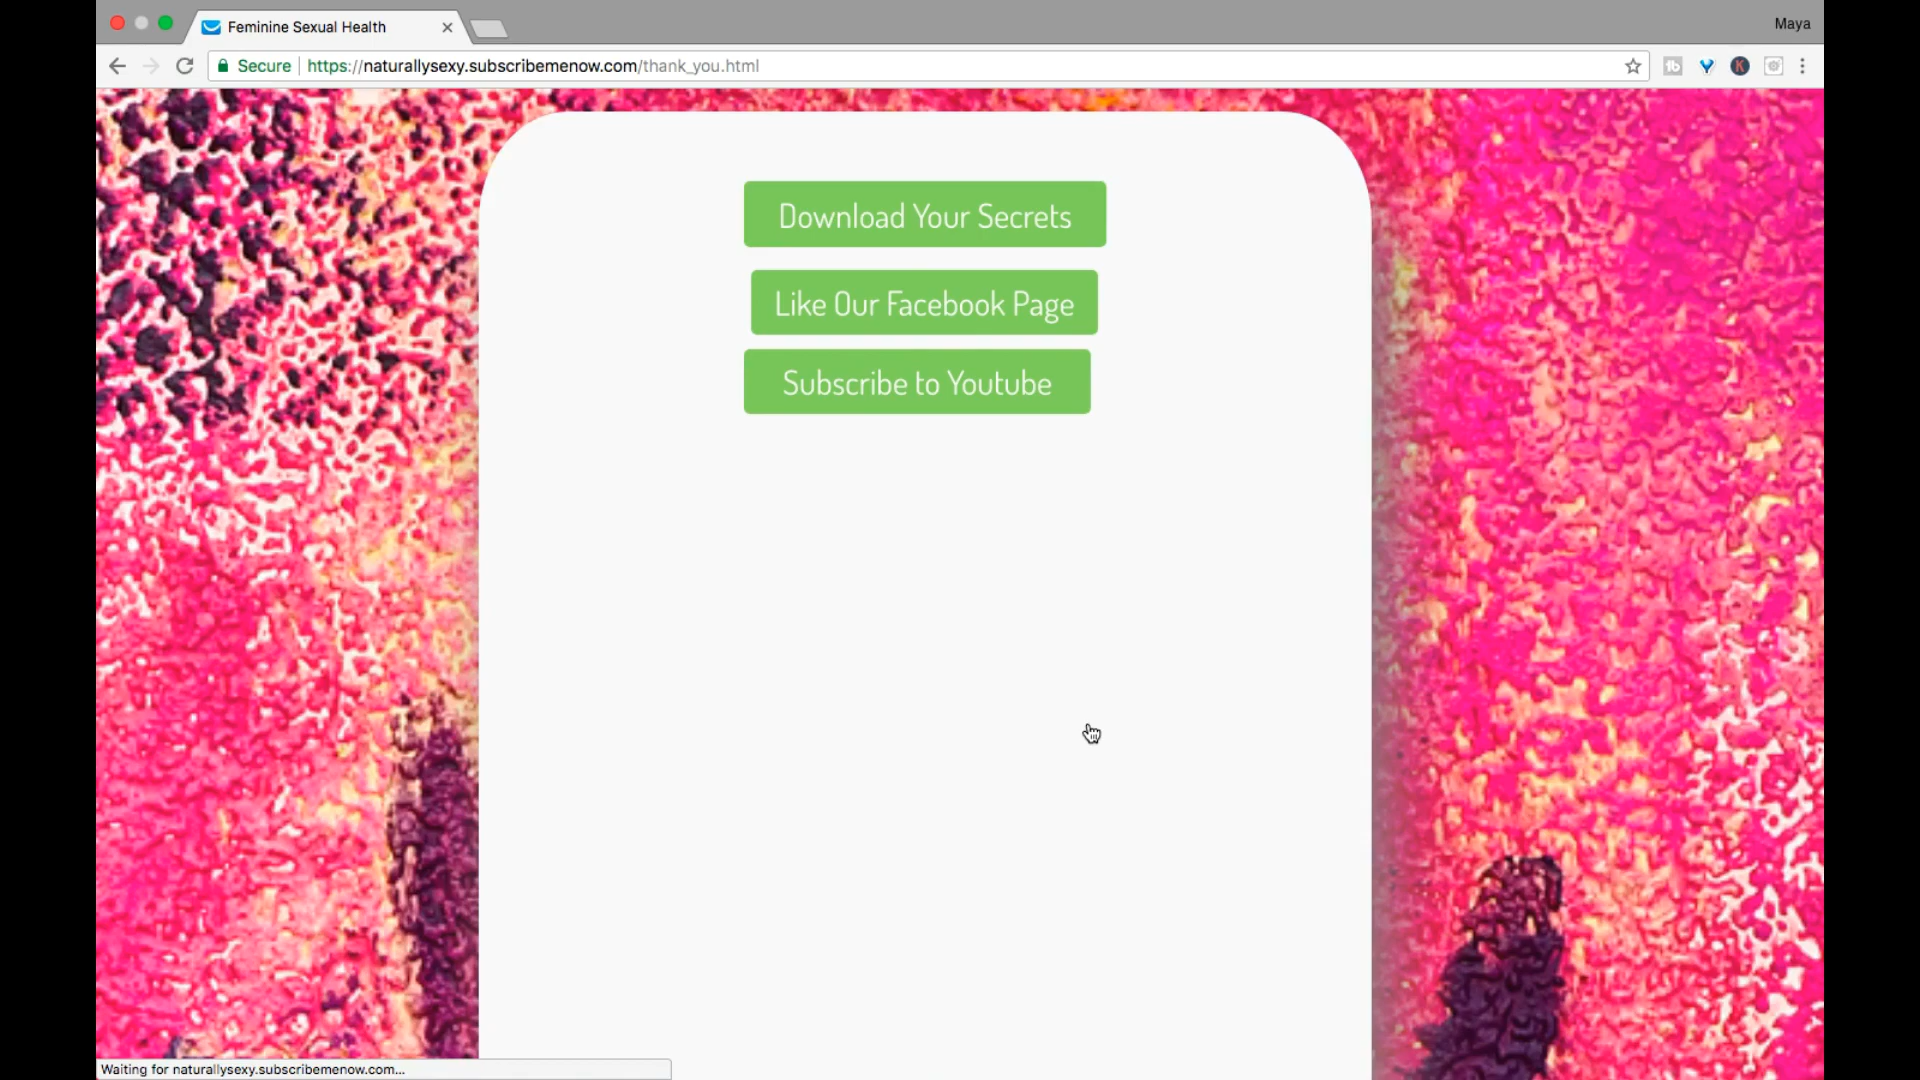 Feminine Sexual Health
Maya
Secure https://naturallysexy.subscribemenow.com/thank_you.html
Download Your Secrets
Like Our Facebook Page
Subscribe to Youtube
Waiting for naturallysexy.subscribemenow.com...